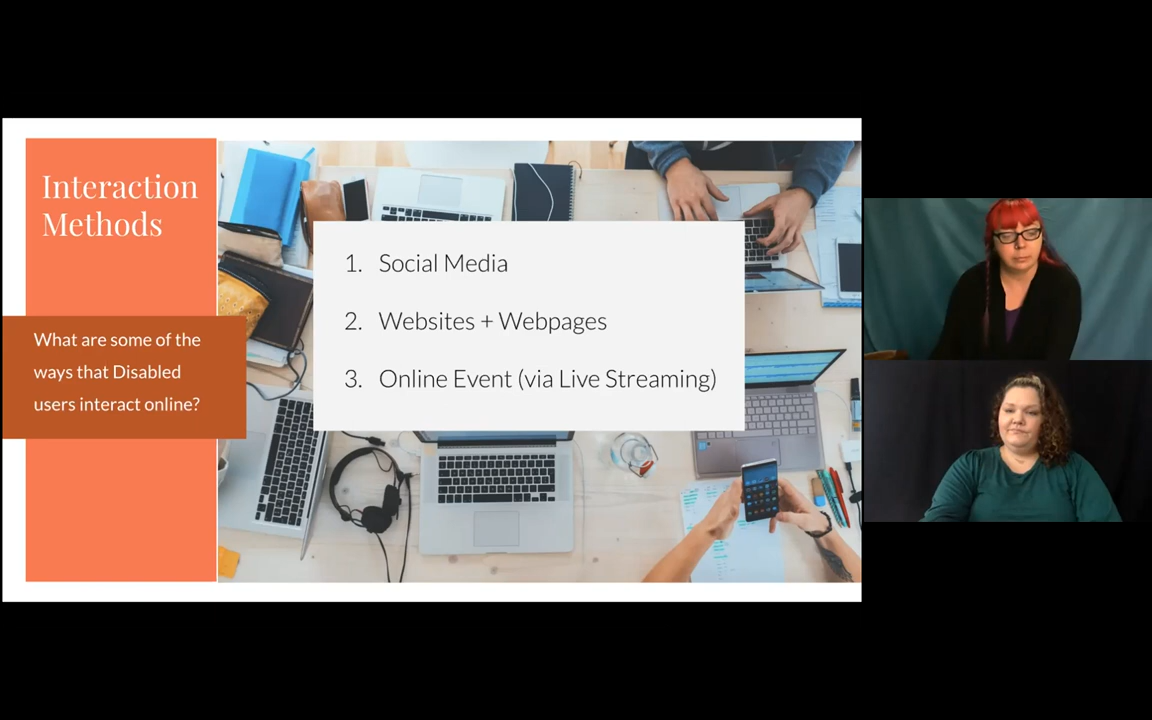 Interaction
Methods
What are some of the
ways that Disabled
users interact online?
1. Social Media
2. Websites + Webpages
3. Online Event (via Live Streaming)